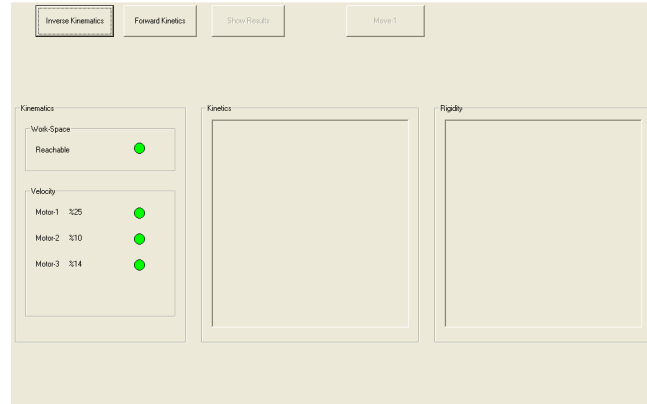 Inverse Kinematics Forward Kinetics Show Results Move-1
Kinematics Kinetics Rigidity
Work-Space
Reachable
Velocity
Motor-1 %25
Motor-2 %10
Motor-3 %14